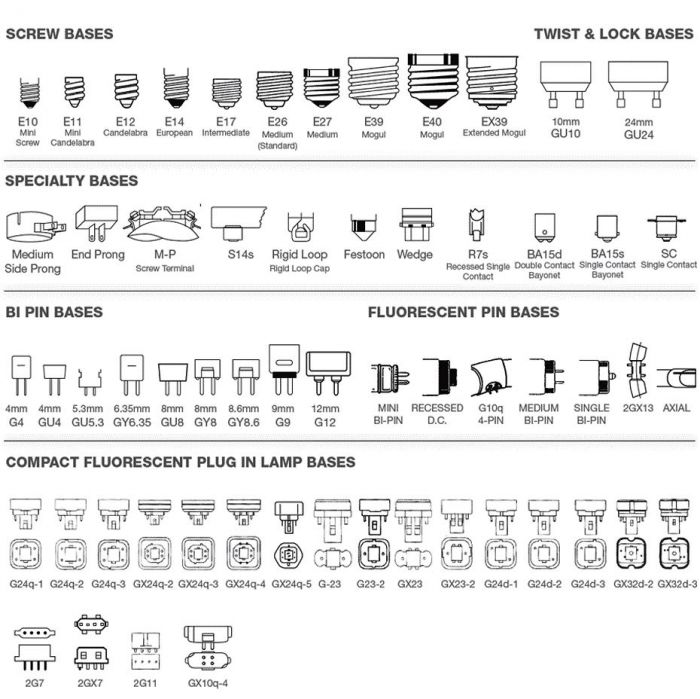 SCREW BASES
TWIST & LOCK BASES
E10 E11 E12 E14 E17 E26 E27 E39 E40 EX39 10mm 24mm
Mini Mini Candelabra European Intermediate Medium Medium Mogul Mogul Extended Mogul GU10 GU24
Screw Candelabra (Standard)
SPECIALTY BASES
Medium End Prong M-P S14s Rigid Loop Festoon Wedge R7s BA15d BA15s SC
Side Prong Screw Terminal Rigid Loop Cap Recessed Single Double Contact Single Contact Single Contact
Contact Bayonet Bayonet
BI PIN BASES
FLUORESCENT PIN BASES
4mm 4mm 5.3mm 6.35mm 8mm 8mm 8.6mm 9mm 12mm
G4 GU4 GU5.3 GY6.35 GU8 GY8 GY8.6 G9 G12
MINI RECESSED G10q MEDIUM SINGLE 2GX13 AXIAL
BI-PIN D.C. 4-PIN BI-PIN BI-PIN
COMPACT FLUORESCENT PLUG IN LAMP BASES
G24q-1 G24q-2 G24q-3 GX24q-2 GX24q-3 GX24q-4 GX24q-5 G-23 G23-2 GX23 GX23-2 G24d-1 G24d-2 G24d-3 GX32d-2 GX32d-3
2G7 2GX7 2G11 GX10q-4